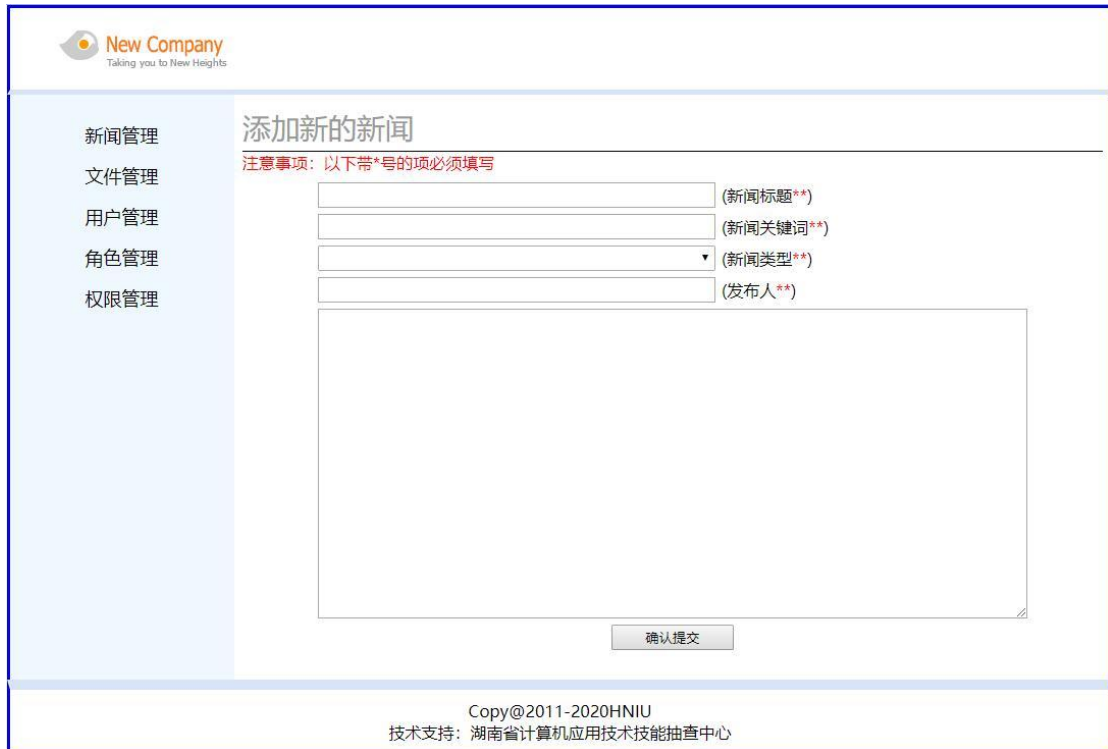 New Company
Taking you to New Heights
新闻管理
文件管理
用户管理
角色管理
权限管理
添加新的新闻
注意事项：以下带*号的项必须填写
(新闻标题**)
(新闻关键词**)
(新闻类型**)
(发布人**)
确认提交
Copy@2011-2020HNIU
技术支持：湖南省计算机应用技术技能抽查中心